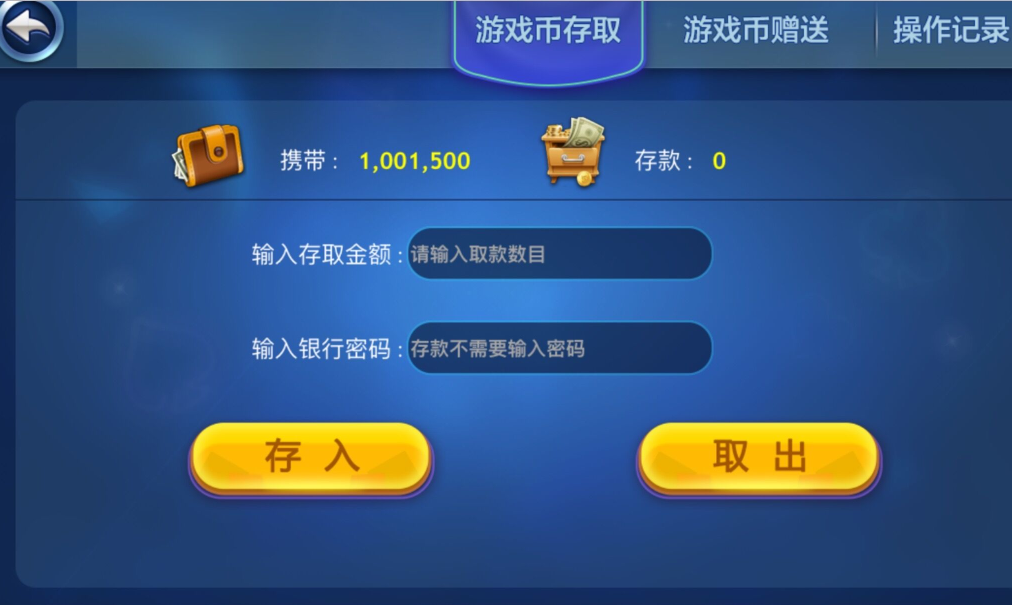 游戏币存取 游戏币赠送 操作记录
携带： 1,001,500 存款： 0
输入存取金额 : 请输入取款数目
输入银行密码 : 存款不需要输入密码
存 入 取 出